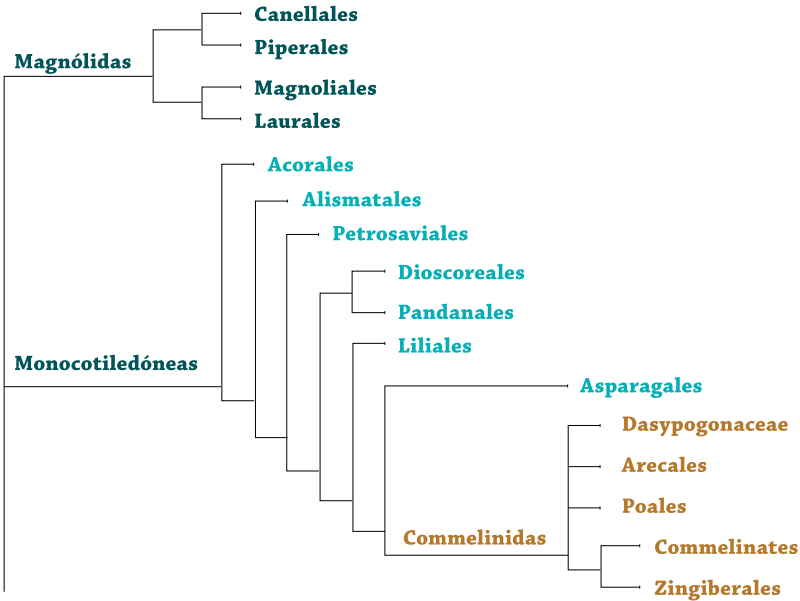 Canellales
Piperales
Magnólidas
Magnoliales
Laurales
Acorales
Alismatales
Petrosaviales
Dioscoreales
Pandanales
Liliales
Monocotiledóneas
Asparagales
Dasypogonaceae
Arecales
Poales
Commelinidas
Commelinates
Zingiberales